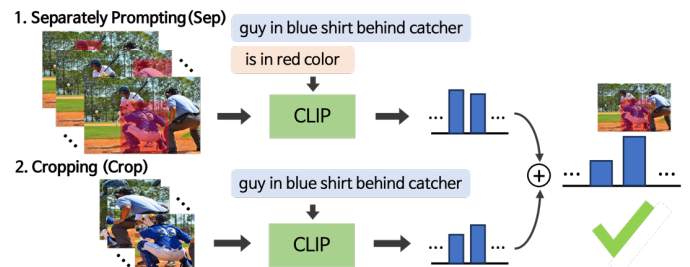 1. Separately Prompting(Sep)
guy in blue shirt behind catcher
is in red color
CLIP
2. Cropping (Crop)
guy in blue shirt behind catcher
CLIP